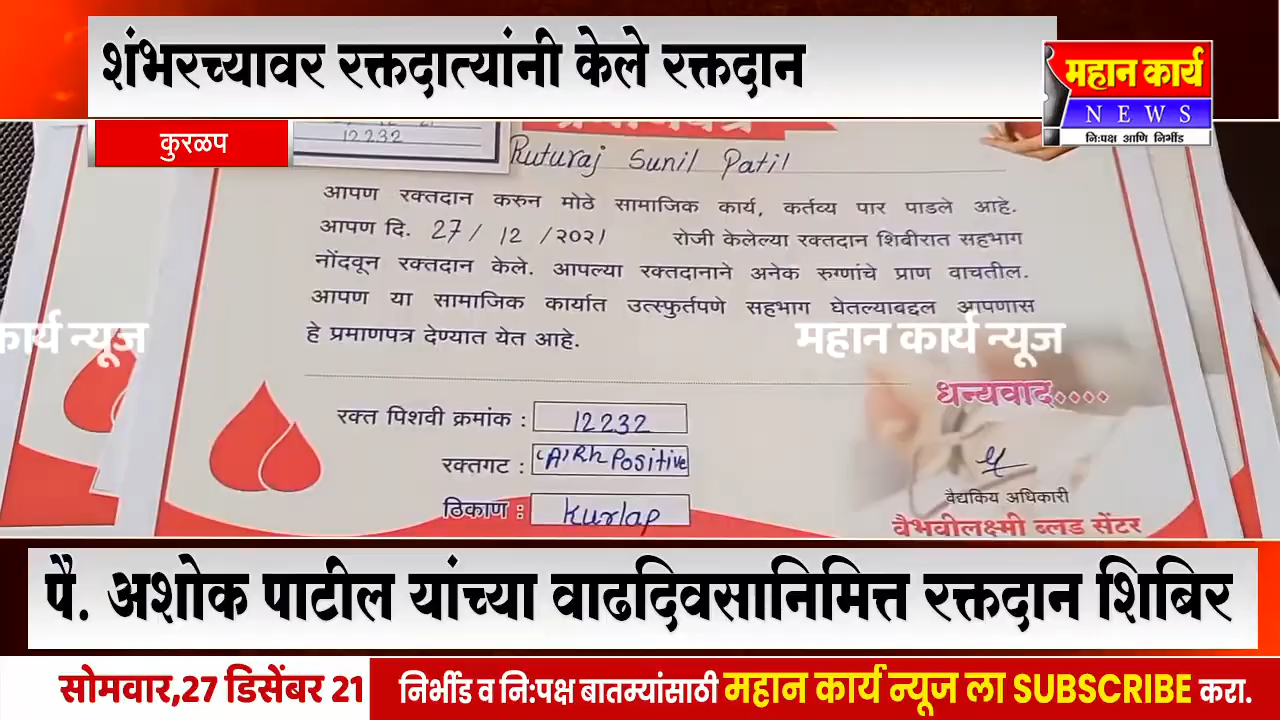 शंभरच्यावर रक्तदात्यांनी केले रक्तदान
महान कार्य
NEWS
नि:पक्ष आणि निर्भीड
कुरळप
12232
Ruturaj Sunil Patil
आपण रक्तदान करुन मोठे सामाजिक कार्य, कर्तव्य पार पाडले आहे.
आपण दि. 27/12/२०२१ रोजी केलेल्या रक्तदान शिबीरात सहभाग
नोंदवून रक्तदान केले. आपल्या रक्तदानाने अनेक रुग्णांचे प्राण वाचतील.
आपण या सामाजिक कार्यात उत्स्फुर्तपणे सहभाग घेतल्याबद्दल आपणास
हे प्रमाणपत्र देण्यात येत आहे.
कार्य न्यूज
महान कार्य न्यूज
धन्यवाद....
रक्त पिशवी क्रमांक : 12232
रक्तगट : 'A' Rh Positive
ठिकाण : Kurlap
वैद्यकिय अधिकारी
वैभवीलक्ष्मी ब्लड सेंटर
पै. अशोक पाटील यांच्या वाढदिवसानिमित्त रक्तदान शिबिर
सोमवार,27 डिसेंबर 21
निर्भीड व नि:पक्ष बातम्यांसाठी महान कार्य न्यूज ला SUBSCRIBE करा.